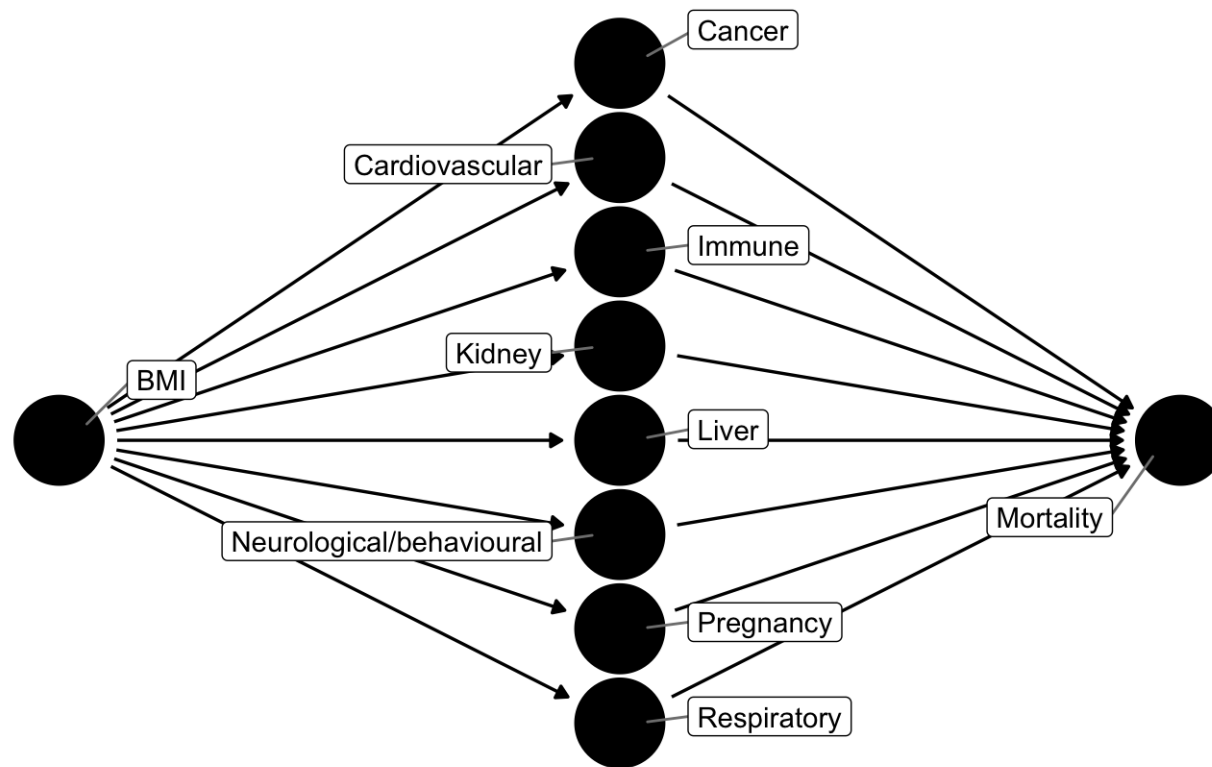 Cancer
Cardiovascular
Immune
Kidney
BMI
Liver
Mortality
Neurological/behavioural
Pregnancy
Respiratory